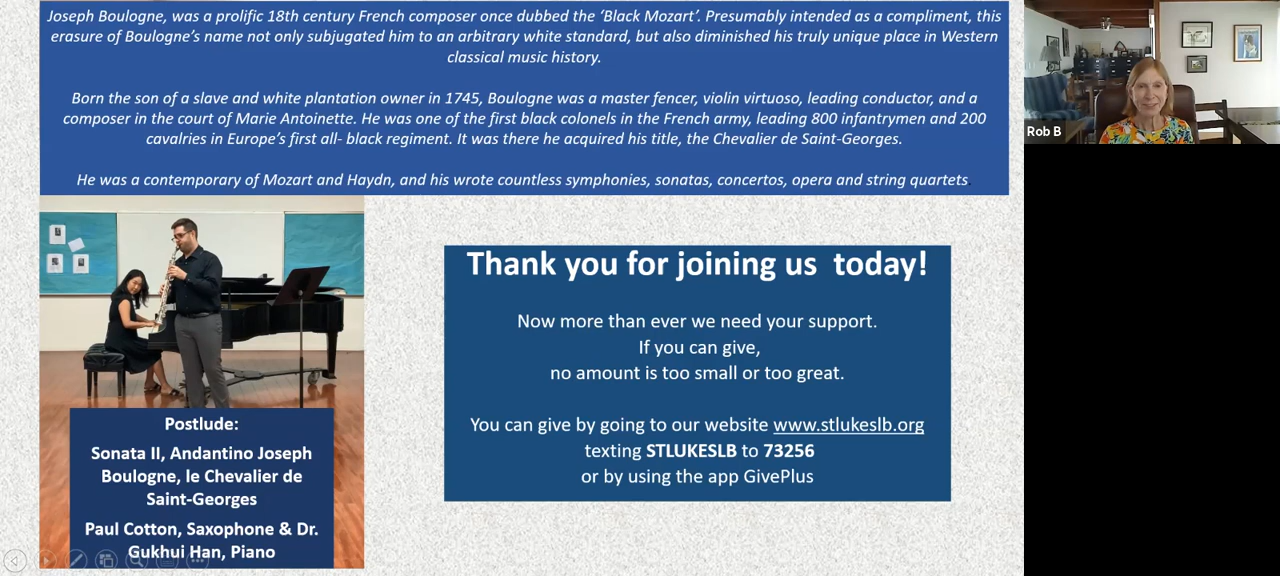 Joseph Boulogne, was a prolific 18th century French composer once dubbed the ‘Black Mozart’. Presumably intended as a compliment, this
erasure of Boulogne’s name not only subjugated him to an arbitrary white standard, but also diminished his truly unique place in Western
classical music history.
Born the son of a slave and white plantation owner in 1745, Boulogne was a master fencer, violin virtuoso, leading conductor, and a
composer in the court of Marie Antoinette. He was one of the first black colonels in the French army, leading 800 infantrymen and 200
cavalries in Europe’s first all- black regiment. It was there he acquired his title, the Chevalier de Saint-Georges.
He was a contemporary of Mozart and Haydn, and his wrote countless symphonies, sonatas, concertos, opera and string quartets.
Rob B
Thank you for joining us today!
Now more than ever we need your support.
If you can give,
no amount is too small or too great.
You can give by going to our website www.stlukeslb.org
texting STLUKESLB to 73256
or by using the app GivePlus
Postlude:
Sonata II, Andantino Joseph
Boulogne, le Chevalier de
Saint-Georges
Paul Cotton, Saxophone & Dr.
Gukhui Han, Piano